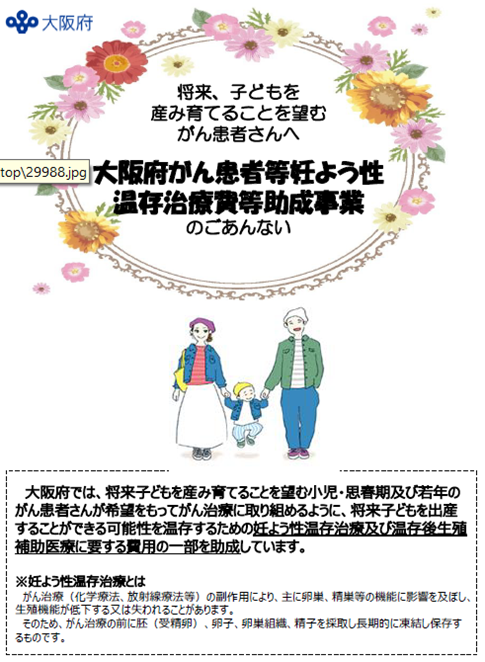 大阪府
将来、子どもを
産み育てることを望む
がん患者さんへ
top\29988.jpg
大阪府がん患者等妊よう性
温存治療費等助成事業
のごあんない
大阪府では、将来子どもを産み育てることを望む小児・思春期及び若年の
がん患者さんが希望をもってがん治療に取り組めるように、将来子どもを出産
することができる可能性を温存するための妊よう性温存治療及び温存後生殖
補助医療に要する費用の一部を助成しています。
※妊よう性温存治療とは
がん治療（化学療法、放射線療法等）の副作用により、主に卵巣、精巣等の機能に影響を及ぼし、
生殖機能が低下する又は失われることがあります。
そのため、がん治療の前に胚（受精卵）、卵子、卵巣組織、精子を採取し長期的に凍結し保存す
るものです。